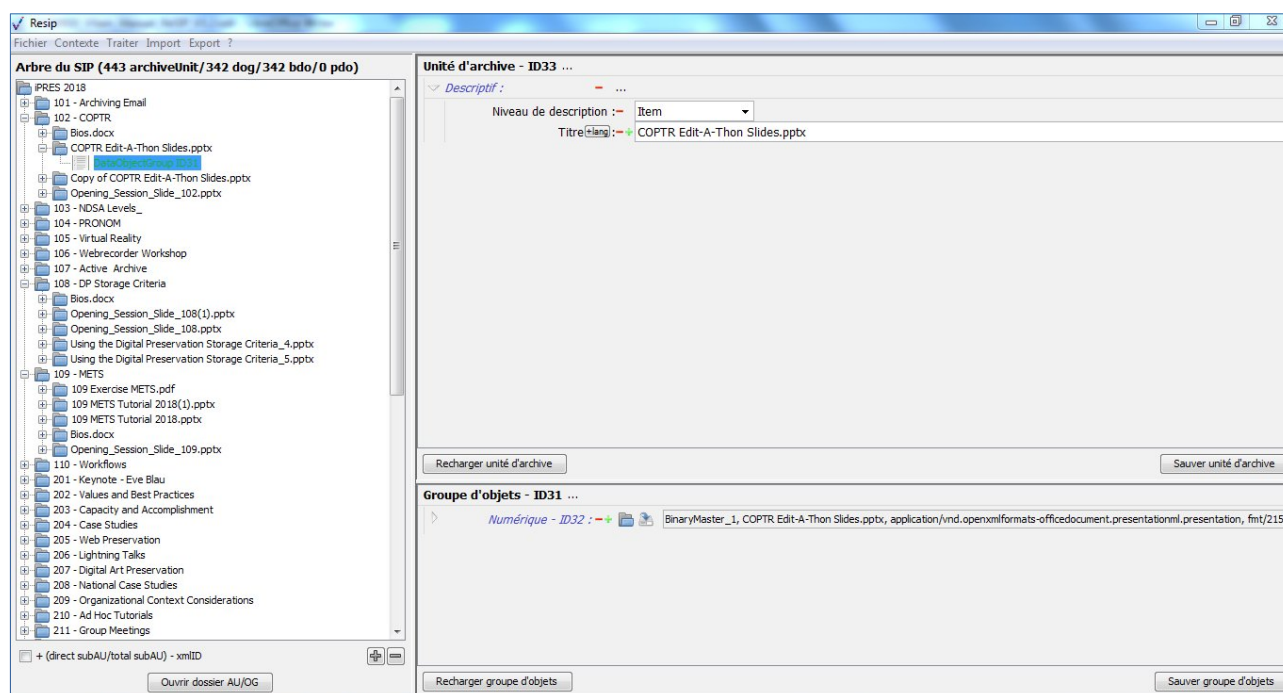 Resip
Fichier Contexte Traiter Import Export ?
Arbre du SIP (443 archiveUnit/342 dog/342 bdo/0 pdo)
iPRES 2018
101 - Archiving Email
102 - COPTR
Bios.docx
COPTR Edit-A-Thon Slides.pptx
DataObjectGroup ID31
Copy of COPTR Edit-A-Thon Slides.pptx
Opening_Session_Slide_102.pptx
103 - NDSA Levels_
104 - PRONOM
105 - Virtual Reality
106 - Webrecorder Workshop
107 - Active Archive
108 - DP Storage Criteria
Bios.docx
Opening_Session_Slide_108(1).pptx
Opening_Session_Slide_108.pptx
Using the Digital Preservation Storage Criteria_4.pptx
Using the Digital Preservation Storage Criteria_5.pptx
109 - METS
109 Exercise METS.pdf
109 METS Tutorial 2018(1).pptx
109 METS Tutorial 2018.pptx
Bios.docx
Opening_Session_Slide_109.pptx
110 - Workflows
201 - Keynote - Eve Blau
202 - Values and Best Practices
203 - Capacity and Accomplishment
204 - Case Studies
205 - Web Preservation
206 - Lightning Talks
207 - Digital Art Preservation
208 - National Case Studies
209 - Organizational Context Considerations
210 - Ad Hoc Tutorials
211 - Group Meetings
+ (direct subAU/total subAU) - xmlID
Ouvrir dossier AU/OG
Unité d'archive - ID33 ...
Descriptif : - ...
Niveau de description :- Item
Titre +lang :-+ COPTR Edit-A-Thon Slides.pptx
Recharger unité d'archive Sauver unité d'archive
Groupe d'objets - ID31 ...
Numérique - ID32 :-+ BinaryMaster_1, COPTR Edit-A-Thon Slides.pptx, application/vnd.openxmlformats-officedocument.presentationml.presentation, fmt/215
Recharger groupe d'objets Sauver groupe d'objets